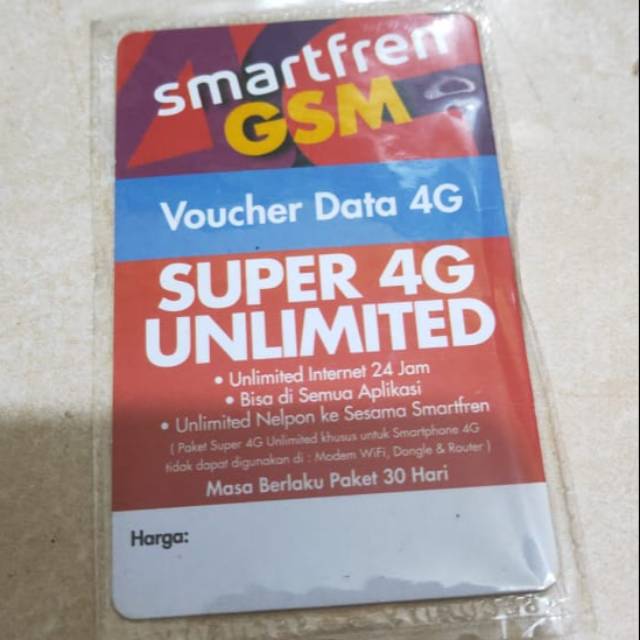 smartfren
GSM
Voucher Data 4G
SUPER 4G
UNLIMITED
• Unlimited Internet 24 Jam
• Bisa di Semua Aplikasi
• Unlimited Nelpon ke Sesama Smartfren
( Paket Super 4G Unlimited khusus untuk Smartphone 4G
tidak dapat digunakan di : Modem WiFi, Dongle & Router )
Masa Berlaku Paket 30 Hari
Harga: